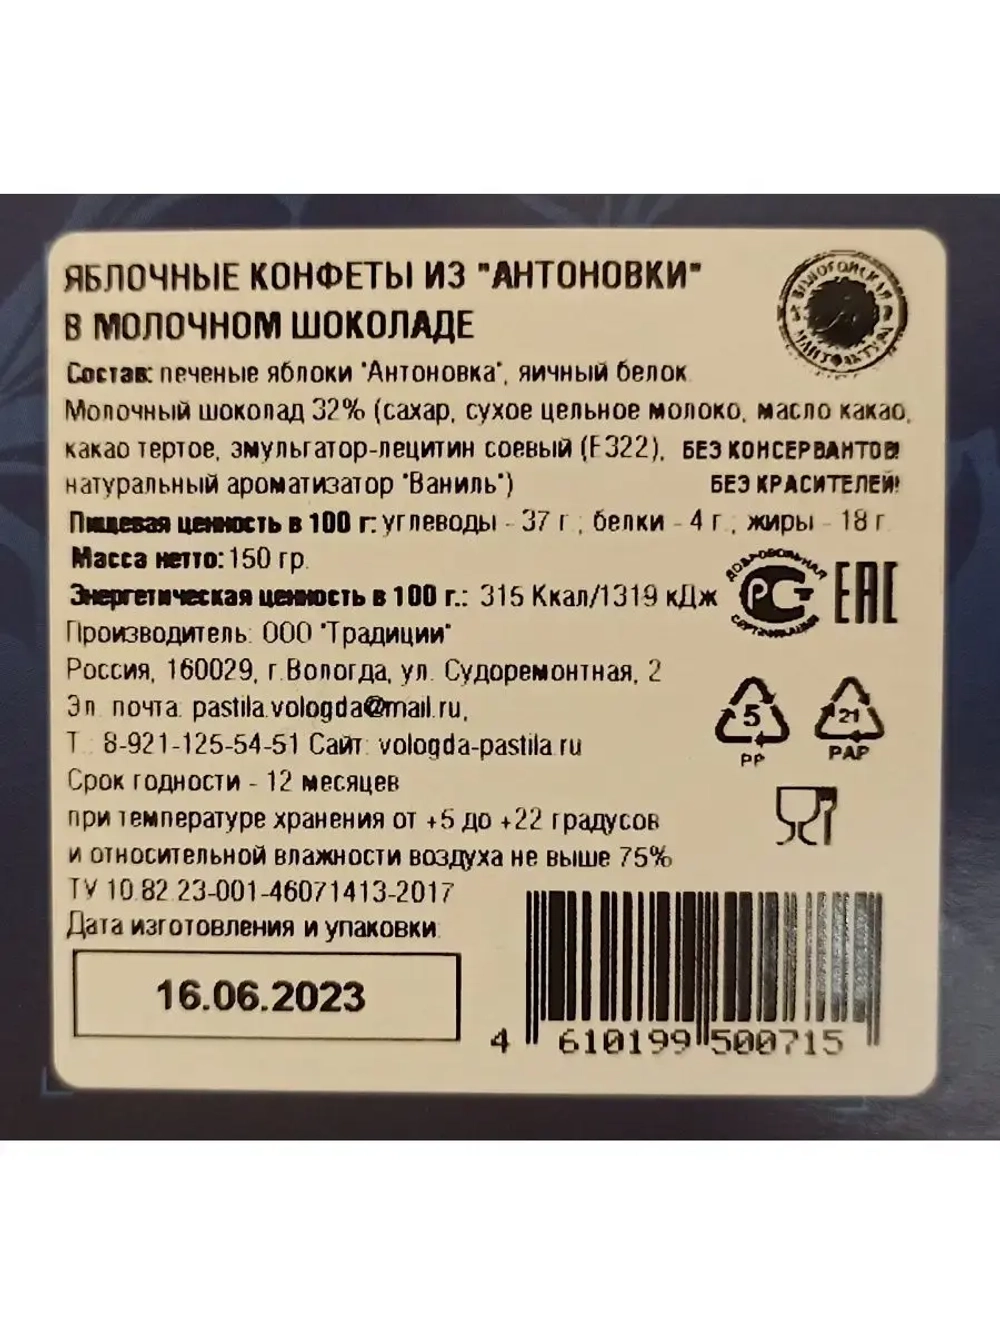 ЯБЛОЧНЫЕ КОНФЕТЫ ИЗ "АНТОНОВКИ"
В МОЛОЧНОМ ШОКОЛАДЕ
ВОЛОГОДСКАЯ МАНУФАКТУРА
Состав: печеные яблоки "Антоновка", яичный белок.
Молочный шоколад 32% (сахар, сухое цельное молоко, масло какао,
какао тертое, эмульгатор-лецитин соевый (Е322), БЕЗ КОНСЕРВАНТОВ!
натуральный ароматизатор "Ваниль") БЕЗ КРАСИТЕЛЕЙ!
Пищевая ценность в 100 г: углеводы - 37 г.; белки - 4 г.; жиры - 18 г.
Масса нетто: 150 гр.
ДОБРОВОЛЬНАЯ СЕРТИФИКАЦИЯ
РСТ EAC
Энергетическая ценность в 100 г.: 315 Ккал/1319 кДж
Производитель: ООО "Традиции"
Россия, 160029, г.Вологда, ул. Судоремонтная, 2
Эл. почта: pastila.vologda@mail.ru,
Т.: 8-921-125-54-51 Сайт: vologda-pastila.ru
5 21
PP PAP
Срок годности - 12 месяцев
при температуре хранения от +5 до +22 градусов
и относительной влажности воздуха не выше 75%
ТУ 10.82.23-001-46071413-2017
Дата изготовления и упаковки:
16.06.2023
4 610199 500715